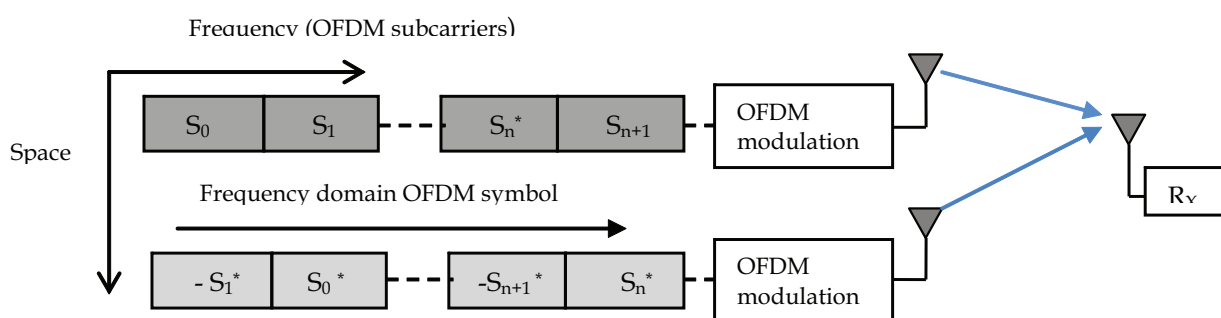 Frequency (OFDM subcarriers)
Space
S₀ S₁ Sₙ* Sₙ₊₁
OFDM
modulation
Frequency domain OFDM symbol
- S₁* S₀ * -Sₙ₊₁* Sₙ*
OFDM
modulation
Rₓ